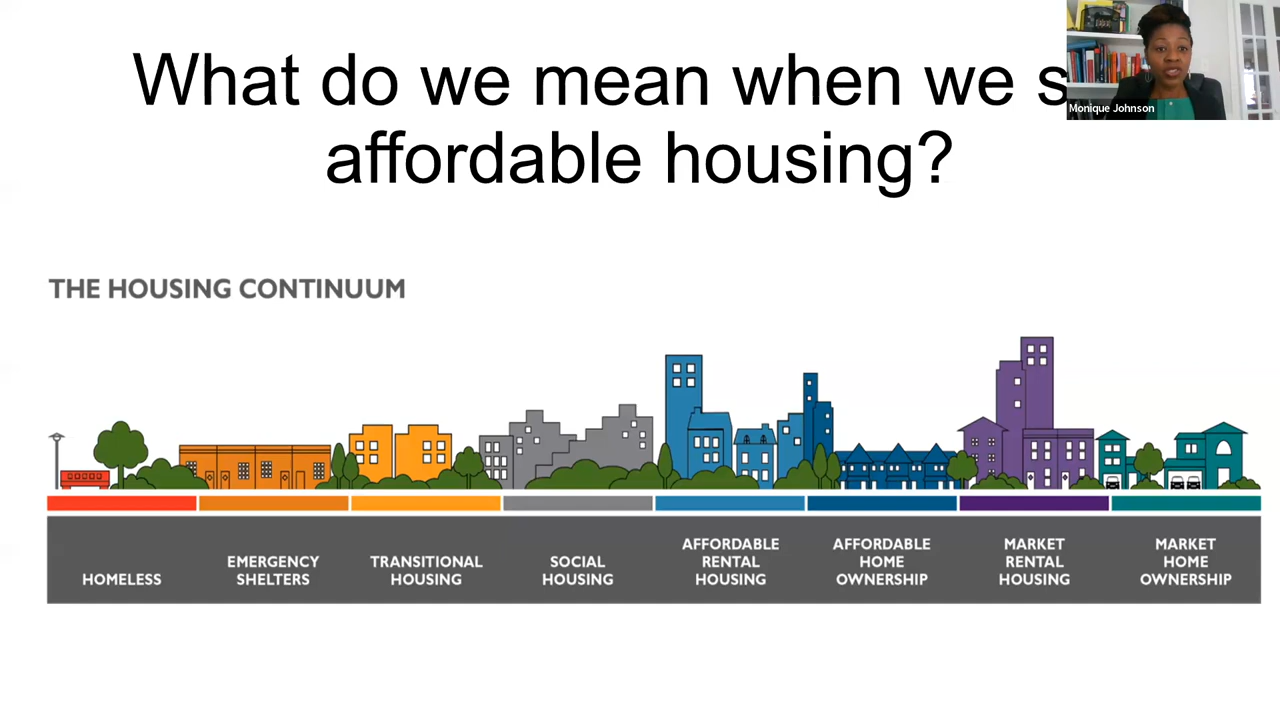 What do we mean when we s
affordable housing?
Monique Johnson
THE HOUSING CONTINUUM
HOMELESS
EMERGENCY
SHELTERS
TRANSITIONAL
HOUSING
SOCIAL
HOUSING
AFFORDABLE
RENTAL
HOUSING
AFFORDABLE
HOME
OWNERSHIP
MARKET
RENTAL
HOUSING
MARKET
HOME
OWNERSHIP